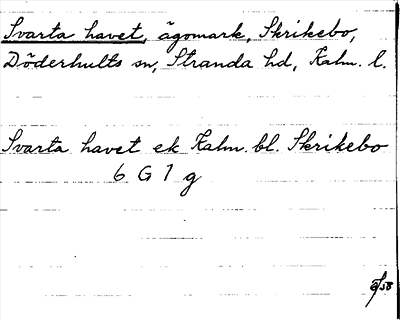 Svarta havet, ägomark, Skrikebo,
Döderhults sn, Stranda hd, Kalm. l.
Svarta havet ek Kalm. bl. Skrikebo
6 G 1 g